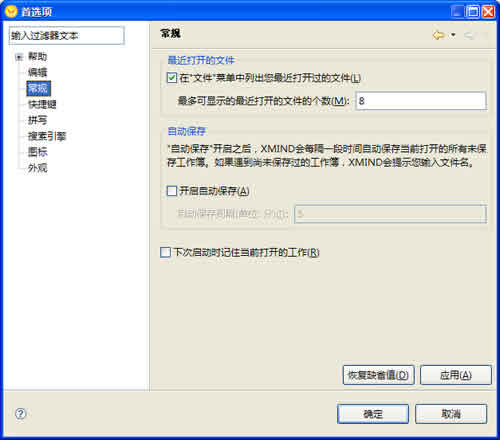 首选项
输入过滤器文本
常规
帮助
编辑
常规
快捷键
拼写
搜索引擎
图标
外观
最近打开的文件
在"文件"菜单中列出您最近打开过的文件(L)
最多可显示的最近打开的文件的个数(M): 8
自动保存
"自动保存"开启之后，XMIND会每隔一段时间自动保存当前打开的所有未保
存工作簿。如果遇到尚未保存过的工作簿，XMIND会提示您输入文件名。
开启自动保存(A)
自动保存间隔(单位: 分)(I): 5
下次启动时记住当前打开的工作(R)
恢复缺省值(D)
应用(A)
确定
取消